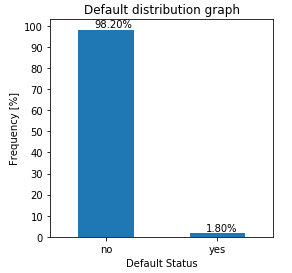 Default distribution graph
Frequency [%]
100
90
80
70
60
50
40
30
20
10
0
98.20%
1.80%
no
yes
Default Status